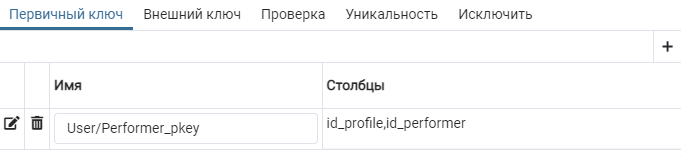 Первичный ключ Внешний ключ Проверка Уникальность Исключить
Имя Столбцы
User/Performer_pkey id_profile,id_performer